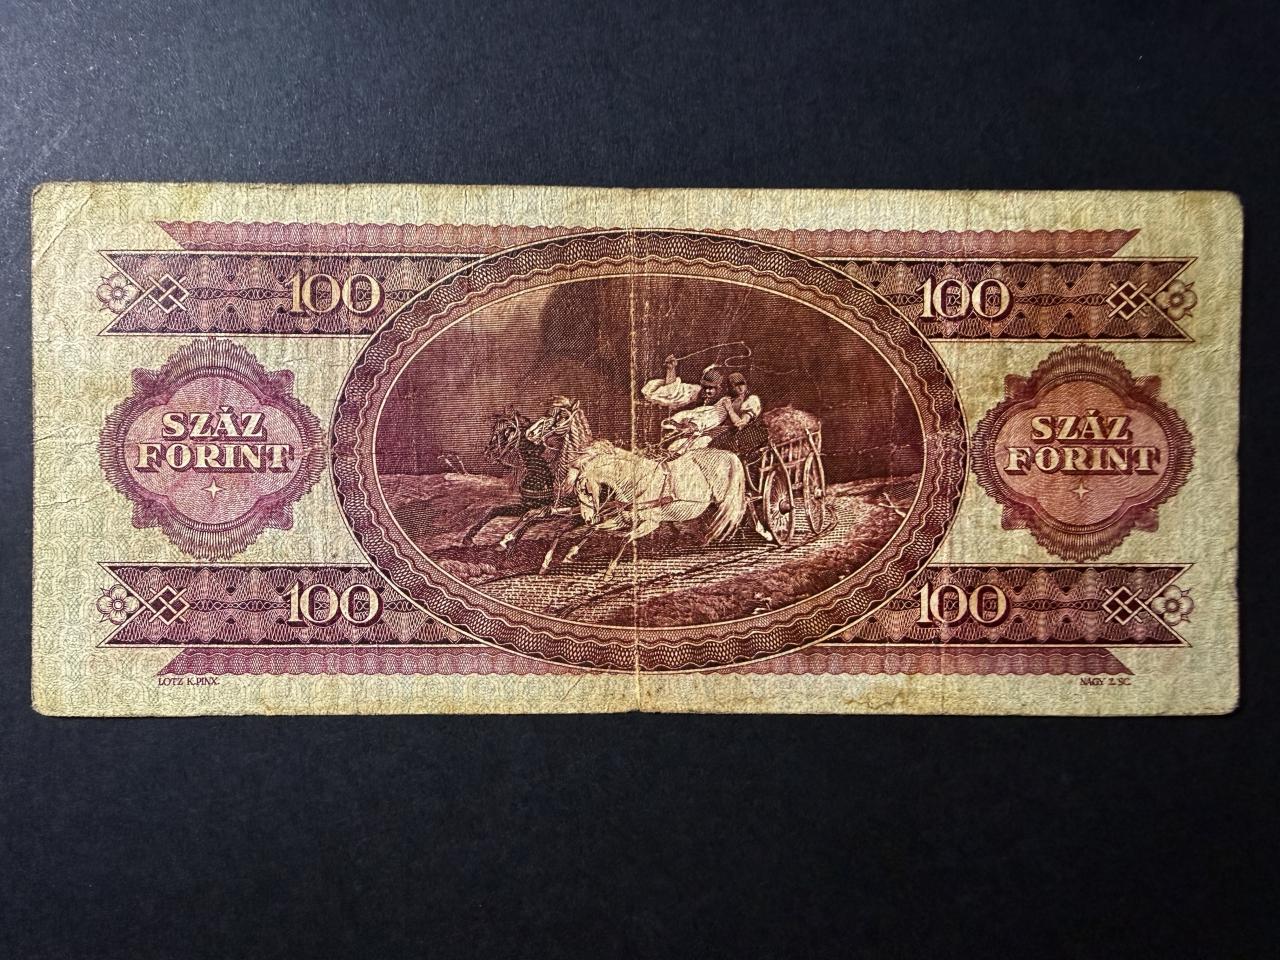 100 100
SZÁZ
FORINT
SZÁZ
FORINT
100 100
LOTZ K. PINX. NAGY Z. SC.